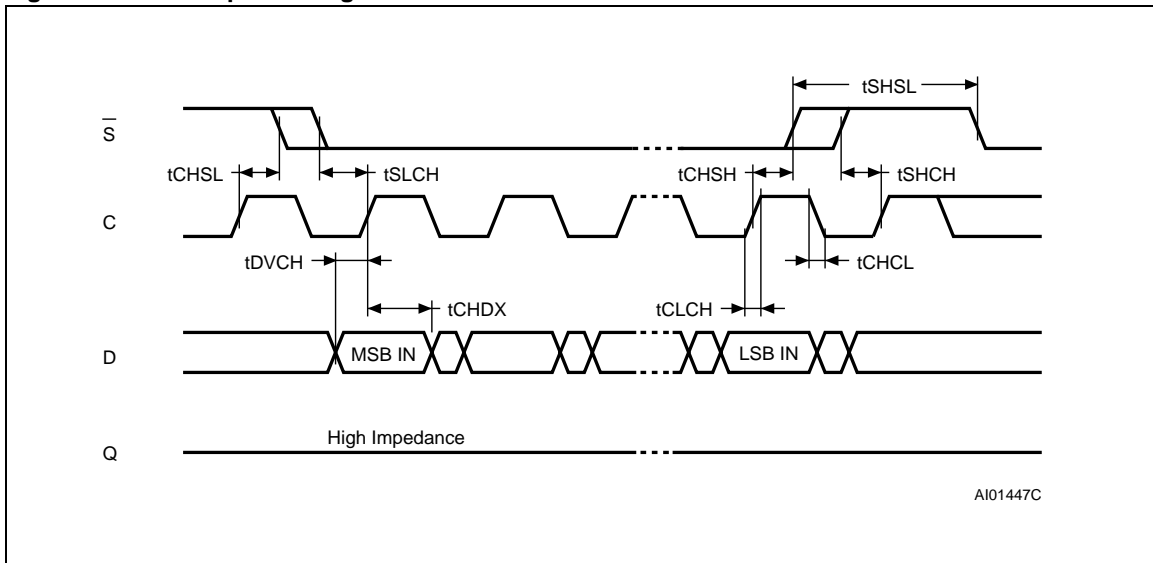 tSHSL
S
tCHSL
tSLCH
tCHSH
tSHCH
C
tDVCH
tCHCL
tCHDX
tCLCH
D
MSB IN
LSB IN
High Impedance
Q
AI01447C